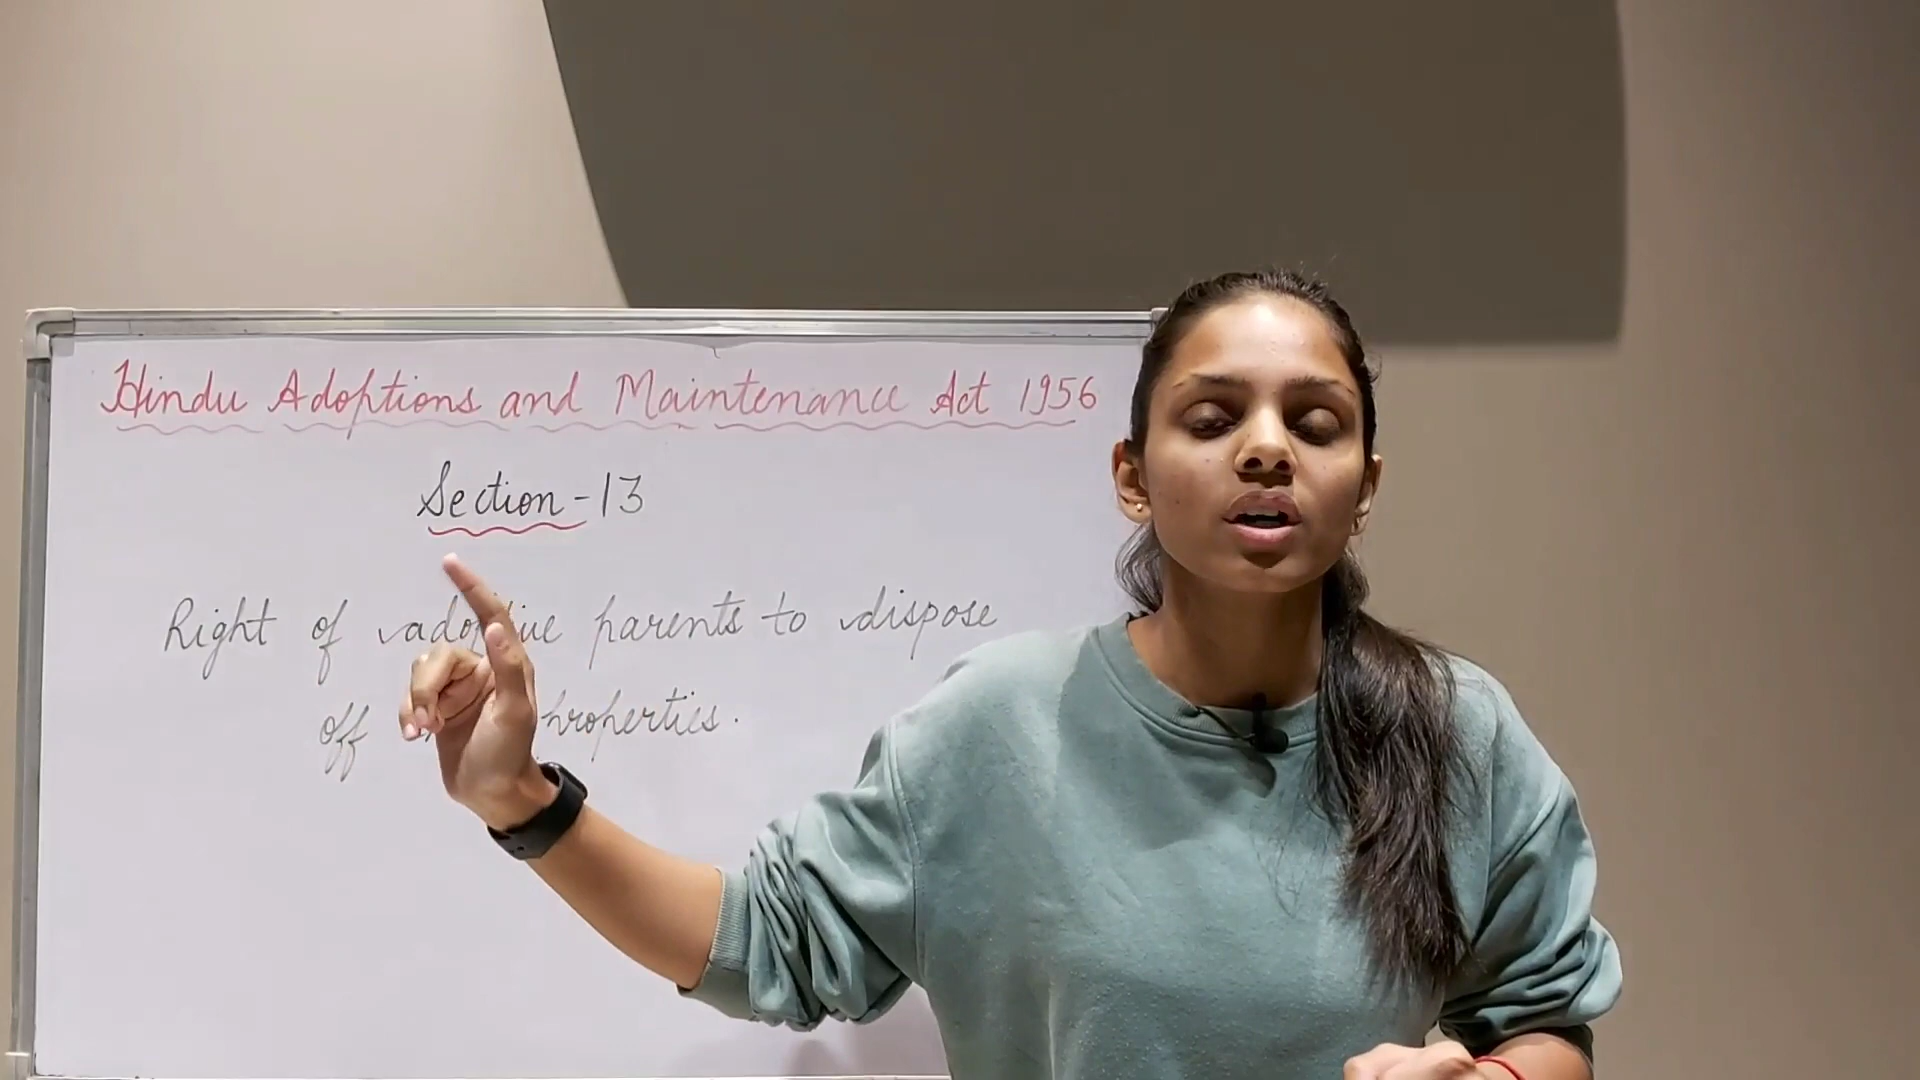 Hindu Adoptions and Maintenance Act 1956
Section - 13
Right of adoptive parents to dispose
off properties.